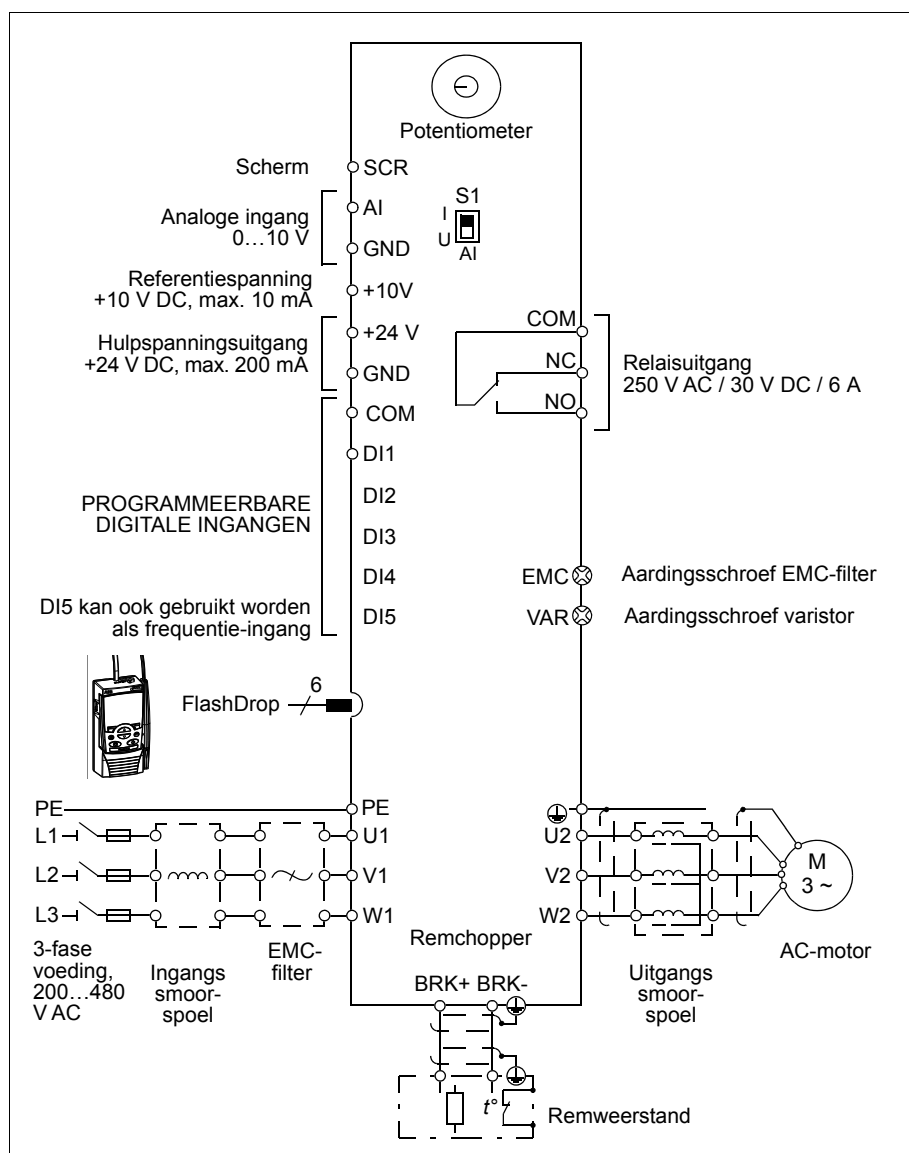 Potentiometer
Scherm
SCR
S1
AI
I
Analoge ingang
0…10 V
U
AI
GND
Referentiespanning
+10 V DC, max. 10 mA
+10V
COM
+24 V
Hulpspanningsuitgang
+24 V DC, max. 200 mA
NC
Relaisuitgang
250 V AC / 30 V DC / 6 A
GND
NO
COM
DI1
DI2
PROGRAMMEERBARE
DIGITALE INGANGEN
DI3
DI4
EMC
Aardingsschroef EMC-filter
DI5 kan ook gebruikt worden
als frequentie-ingang
DI5
VAR
Aardingsschroef varistor
6
FlashDrop
PE
PE
L1
U1
U2
L2
V1
V2
M
3 ~
L3
W1
W2
Remchopper
3-fase
voeding,
200…480
V AC
Ingangs
smoor-
spoel
EMC-
filter
Uitgangs
smoor-
spoel
AC-motor
BRK+ BRK-
t°
Remweerstand